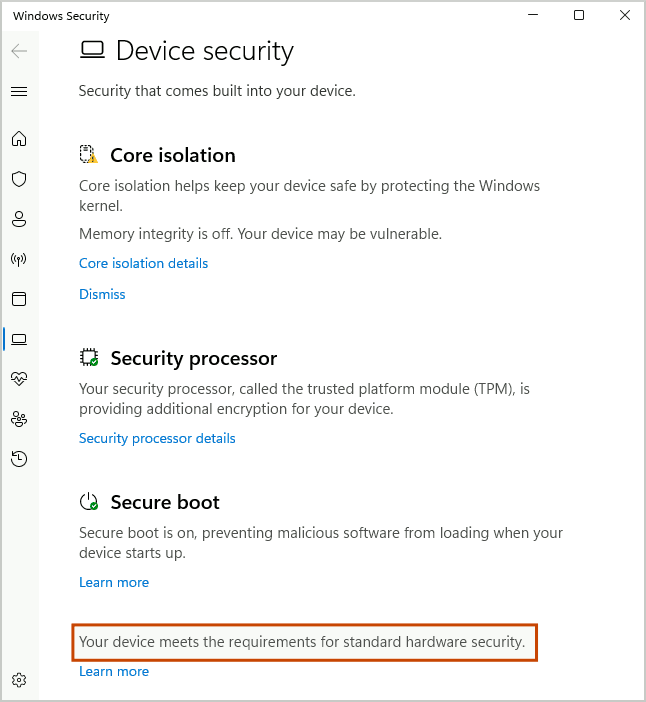 Windows Security
Device security
Security that comes built into your device.
Core isolation
Core isolation helps keep your device safe by protecting the Windows
kernel.
Memory integrity is off. Your device may be vulnerable.
Core isolation details
Dismiss
Security processor
Your security processor, called the trusted platform module (TPM), is
providing additional encryption for your device.
Security processor details
Secure boot
Secure boot is on, preventing malicious software from loading when your
device starts up.
Learn more
Your device meets the requirements for standard hardware security.
Learn more